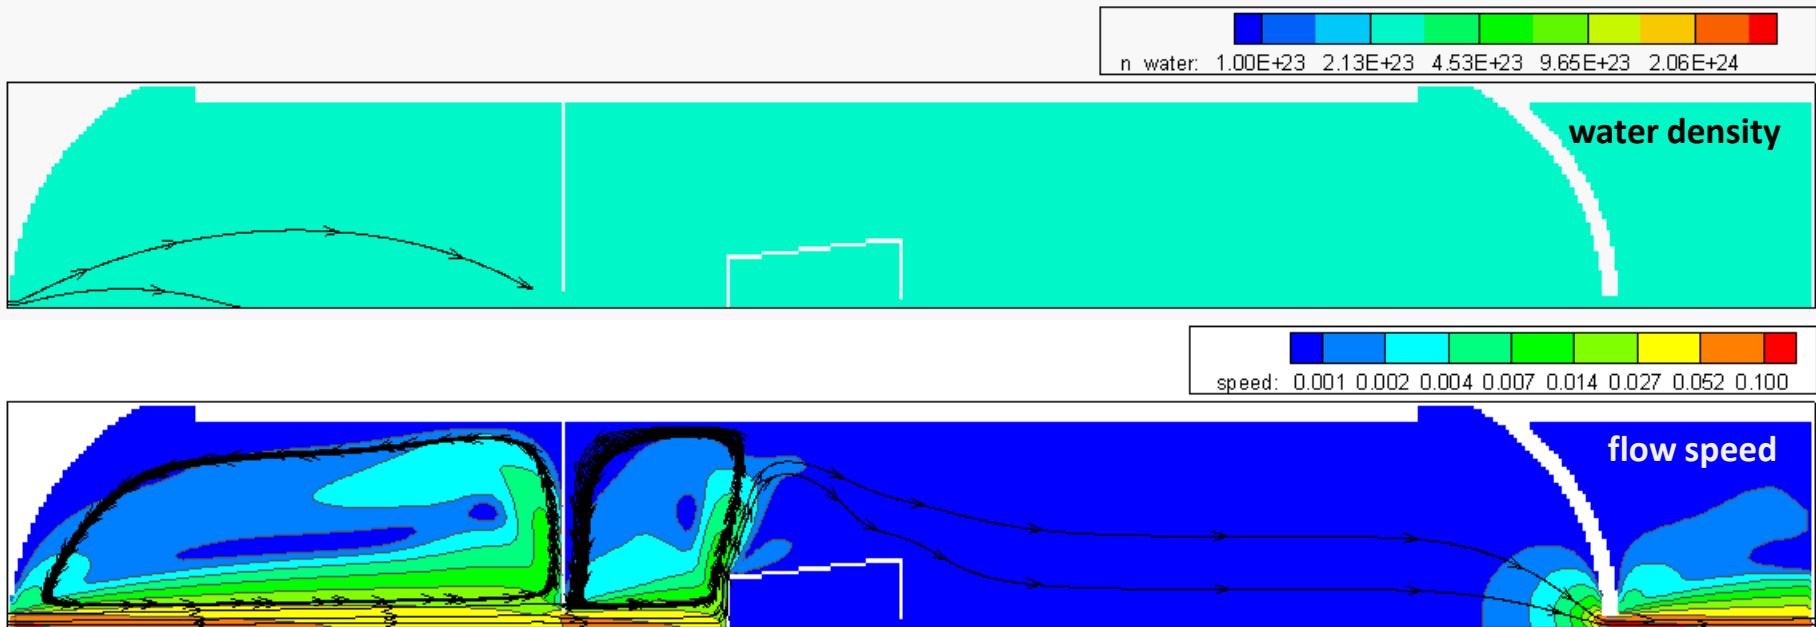 n water: 1.00E+23 2.13E+23 4.53E+23 9.65E+23 2.06E+24
water density
speed: 0.001 0.002 0.004 0.007 0.014 0.027 0.052 0.100
flow speed